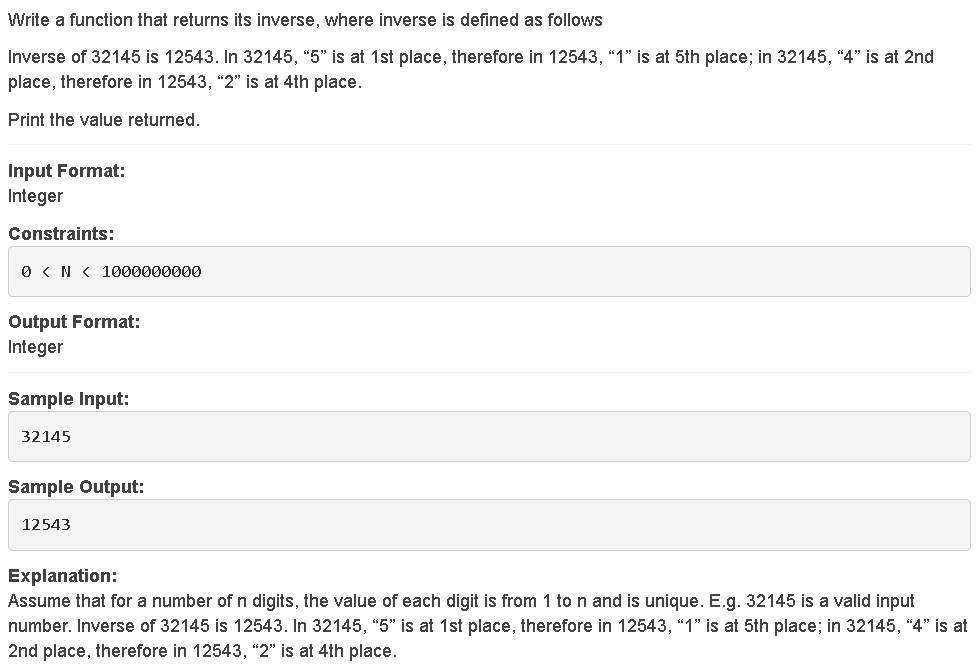 Write a function that returns its inverse, where inverse is defined as follows
Inverse of 32145 is 12543. In 32145, “5” is at 1st place, therefore in 12543, “1” is at 5th place; in 32145, “4” is at 2nd
place, therefore in 12543, “2” is at 4th place.
Print the value returned.
Input Format:
Integer
Constraints:
0 < N < 1000000000
Output Format:
Integer
Sample Input:
32145
Sample Output:
12543
Explanation:
Assume that for a number of n digits, the value of each digit is from 1 to n and is unique. E.g. 32145 is a valid input
number. Inverse of 32145 is 12543. In 32145, “5” is at 1st place, therefore in 12543, “1” is at 5th place; in 32145, “4” is at
2nd place, therefore in 12543, “2” is at 4th place.